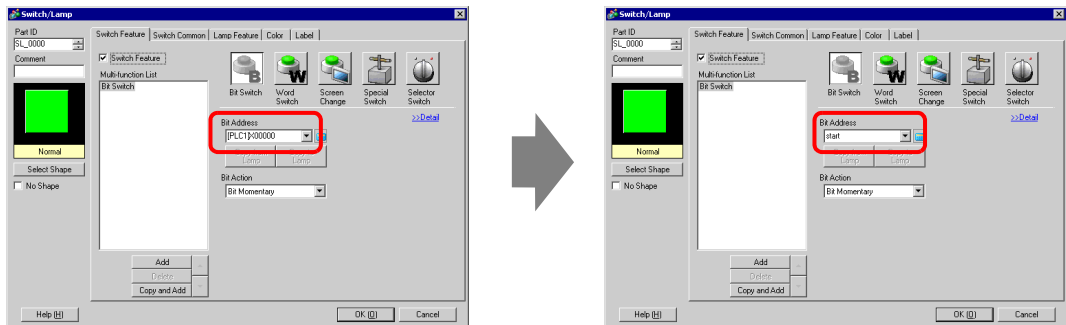 Switch/Lamp
Part ID
SL_0000
Comment
Normal
Select Shape
No Shape
Switch Feature
Switch Common
Lamp Feature
Color
Label
Switch Feature
Multi-function List
Bit Switch
Bit Switch
Word Switch
Screen Change
Special Switch
Selector Switch
>>Detail
Bit Address
[PLC1]X00000
Lamp
Lamp
Bit Action
Bit Momentary
Add
Delete
Copy and Add
Help (H)
OK (O)
Cancel
Switch/Lamp
Part ID
SL_0000
Comment
Normal
Select Shape
No Shape
Switch Feature
Switch Common
Lamp Feature
Color
Label
Switch Feature
Multi-function List
Bit Switch
Bit Switch
Word Switch
Screen Change
Special Switch
Selector Switch
>>Detail
Bit Address
start
Lamp
Lamp
Bit Action
Bit Momentary
Add
Delete
Copy and Add
Help (H)
OK (O)
Cancel